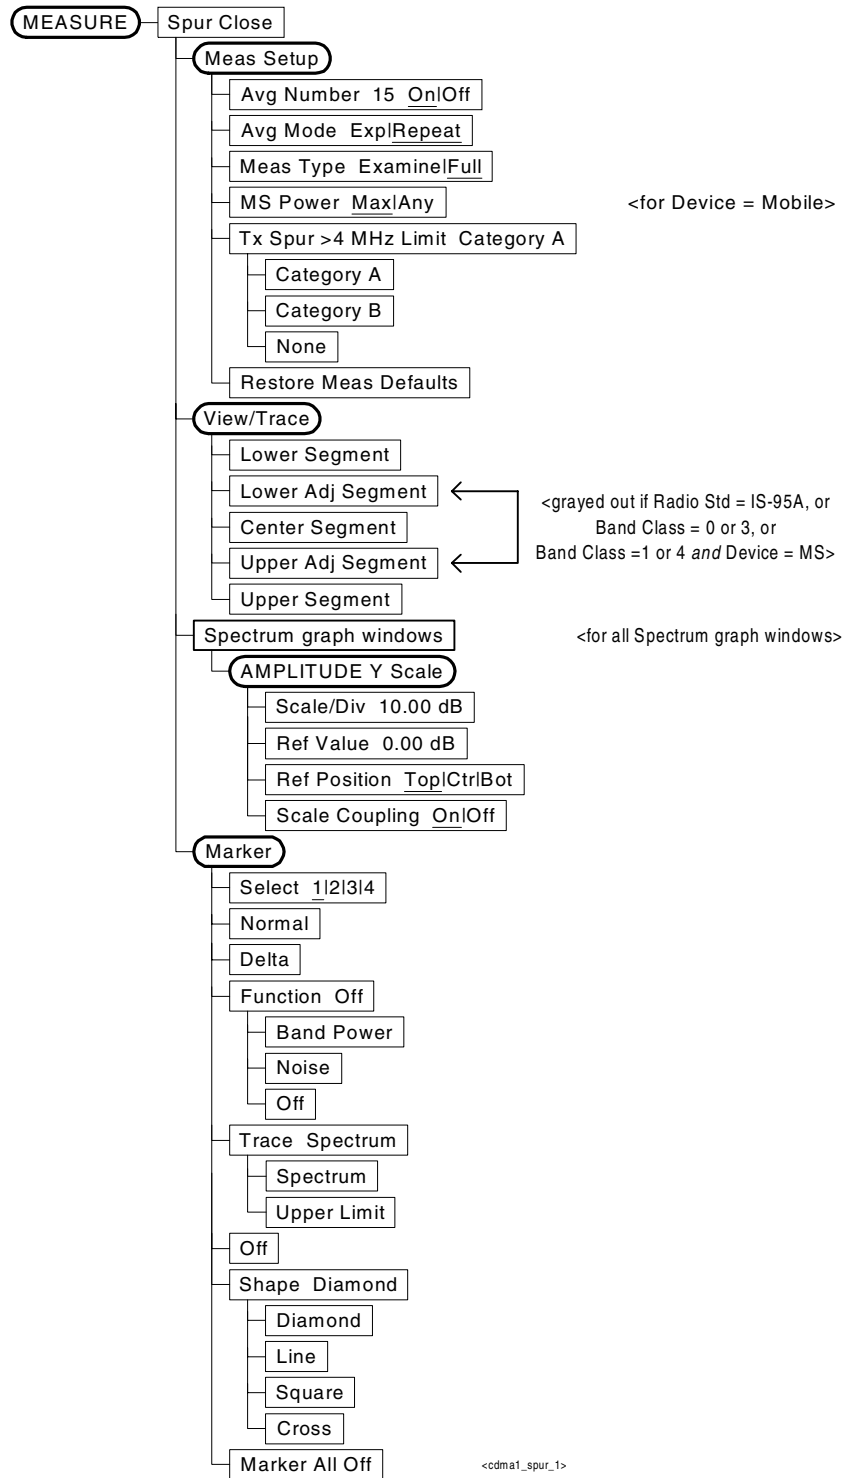 MEASURE Spur Close
Meas Setup
Avg Number 15 On|Off
Avg Mode Exp|Repeat
Meas Type Examine|Full
MS Power Max|Any <for Device = Mobile>
Tx Spur >4 MHz Limit Category A
Category A
Category B
None
Restore Meas Defaults
View/Trace
Lower Segment
Lower Adj Segment
Center Segment
Upper Adj Segment
Upper Segment
<grayed out if Radio Std = IS-95A, or
Band Class = 0 or 3, or
Band Class =1 or 4 and Device = MS>
Spectrum graph windows <for all Spectrum graph windows>
AMPLITUDE Y Scale
Scale/Div 10.00 dB
Ref Value 0.00 dB
Ref Position Top|Ctr|Bot
Scale Coupling On|Off
Marker
Select 1|2|3|4
Normal
Delta
Function Off
Band Power
Noise
Off
Trace Spectrum
Spectrum
Upper Limit
Off
Shape Diamond
Diamond
Line
Square
Cross
Marker All Off <cdma1_spur_1>